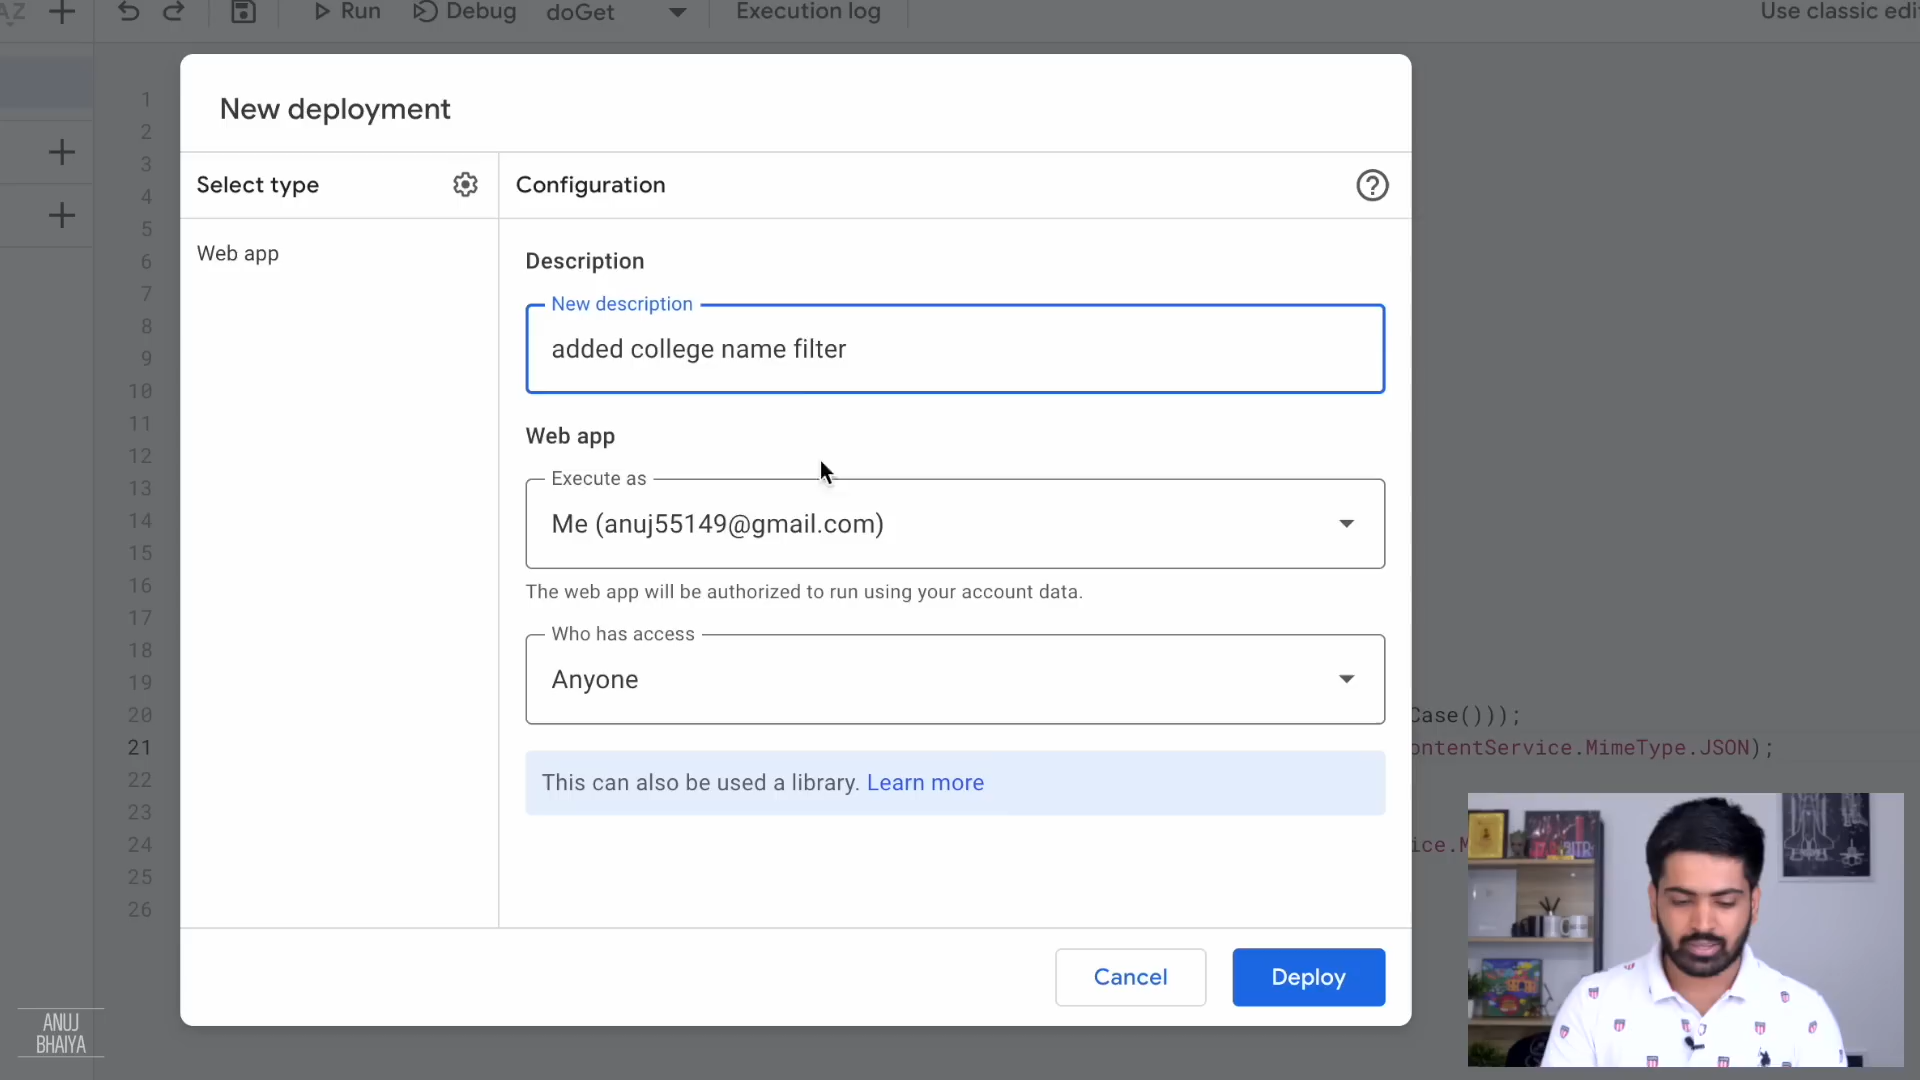 Run
Debug
doGet
Execution log
Use classic edi
New deployment
Select type
Configuration
Web app
Description
New description
added college name filter
Web app
Execute as
Me (anuj55149@gmail.com)
The web app will be authorized to run using your account data.
Who has access
Anyone
This can also be used a library. Learn more
Cancel
Deploy
1
2
3
4
5
6
7
8
9
10
11
12
13
14
15
16
17
18
19
20
Case()));
21
ontentService.MimeType.JSON);
22
23
24
ice.M
25
26
ANUJ
BHAIYA